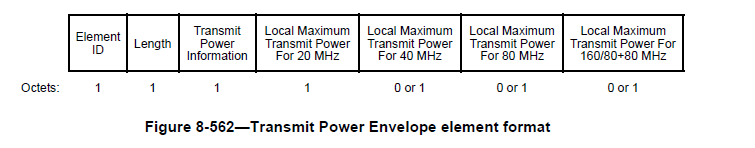 Element ID
Length
Transmit Power Information
Local Maximum Transmit Power For 20 MHz
Local Maximum Transmit Power For 40 MHz
Local Maximum Transmit Power For 80 MHz
Local Maximum Transmit Power For 160/80+80 MHz
Octets: 1 1 1 1 0 or 1 0 or 1 0 or 1
Figure 8-562—Transmit Power Envelope element format